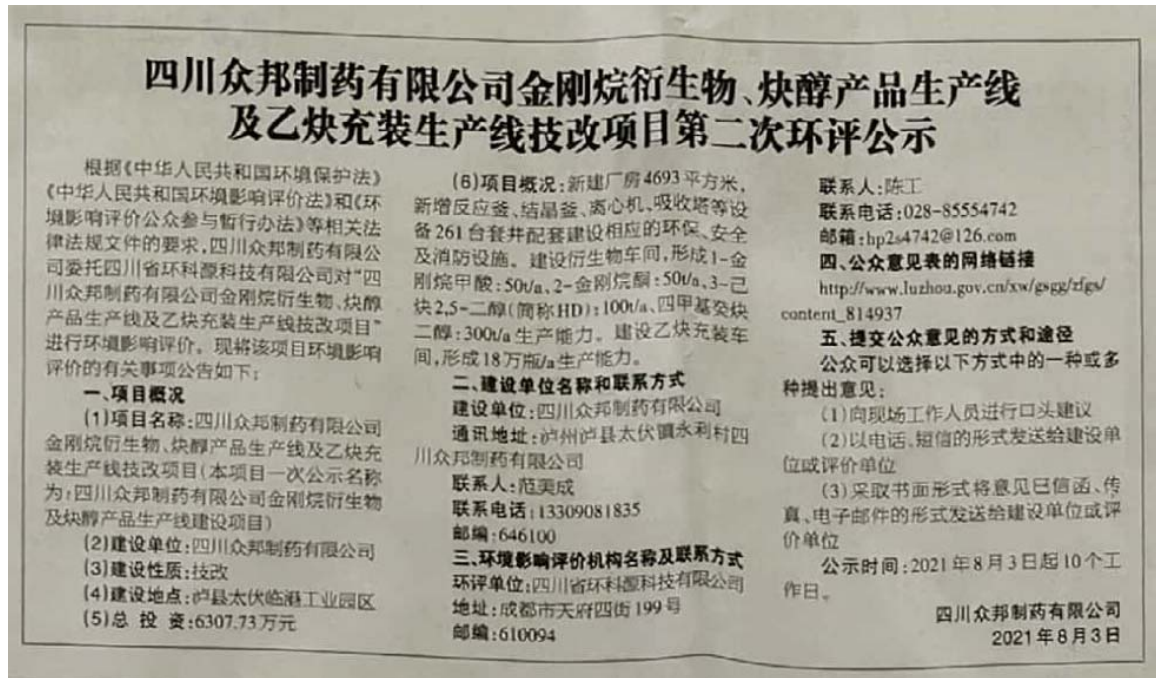 四川众邦制药有限公司金刚烷衍生物、炔醇产品生产线
及乙炔充装生产线技改项目第二次环评公示
根据《中华人民共和国环境保护法》
《中华人民共和国环境影响评价法》和《环
境影响评价公众参与暂行办法》等相关法
律法规文件的要求,四川众邦制药有限公
司委托四川省环科源科技有限公司对“四
川众邦制药有限公司金刚烷衍生物、炔醇
产品生产线及乙炔充装生产线技改项目”
进行环境影响评价。现将该项目环境影响
评价的有关事项公告如下:
一、项目概况
(1)项目名称:四川众邦制药有限公司
金刚烷衍生物、炔醇产品生产线及乙炔充
装生产线技改项目(本项目一次公示名称
为:四川众邦制药有限公司金刚烷衍生物
及炔醇产品生产线建设项目)
(2)建设单位:四川众邦制药有限公司
(3)建设性质:技改
(4)建设地点:泸县太伏临港工业园区
(5)总 投 资:6307.73万元
(6)项目概况:新建厂房4693平方米,
新增反应釜、结晶釜、离心机、吸收塔等设
备261台套并配套建设相应的环保、安全
及消防设施。建设衍生物车间,形成1-金
刚烷甲酸:50t/a、2-金刚烷酮:50t/a、3-己
炔2,5-二醇(简称HD):100t/a、四甲基癸炔
二醇:300t/a生产能力。建设乙炔充装车
间,形成18万瓶/a生产能力。
二、建设单位名称和联系方式
建设单位:四川众邦制药有限公司
通讯地址:泸州泸县太伏镇永利村四
川众邦制药有限公司
联系人:范美成
联系电话:13309081835
邮编:646100
三、环境影响评价机构名称及联系方式
环评单位:四川省环科源科技有限公司
地址:成都市天府四街199号
邮编:610094
联系人:陈工
联系电话:028-85554742
邮箱:hp2s4742@126.com
四、公众意见表的网络链接
http://www.luzhou.gov.cn/xw/gsgg/zfgs/
content_814937
五、提交公众意见的方式和途径
公众可以选择以下方式中的一种或多
种提出意见:
(1)向现场工作人员进行口头建议
(2)以电话、短信的形式发送给建设单
位或评价单位
(3)采取书面形式将意见已信函、传
真、电子邮件的形式发送给建设单位或评
价单位
公示时间:2021年8月3日起10个工
作日。
四川众邦制药有限公司
2021年8月3日